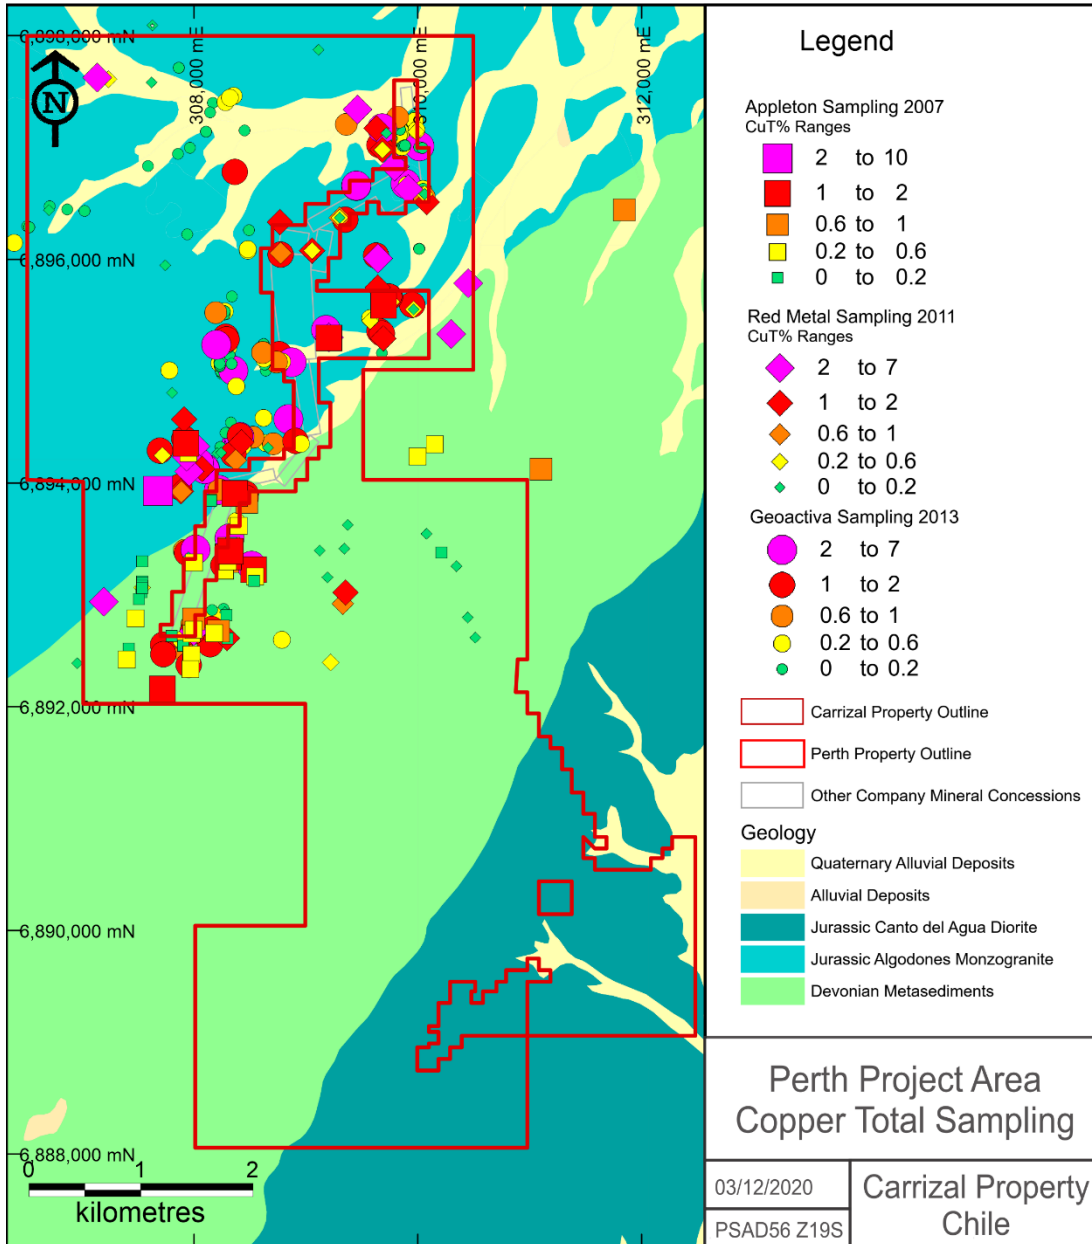 6,898,000 mN
308,000 mE
310,000 mE
312,000 mE
N
6,896,000 mN
6,894,000 mN
6,892,000 mN
6,890,000 mN
6,888,000 mN
0 1 2
kilometres
Legend
Appleton Sampling 2007
CuT% Ranges
2 to 10
1 to 2
0.6 to 1
0.2 to 0.6
0 to 0.2
Red Metal Sampling 2011
CuT% Ranges
2 to 7
1 to 2
0.6 to 1
0.2 to 0.6
0 to 0.2
Geoactiva Sampling 2013
2 to 7
1 to 2
0.6 to 1
0.2 to 0.6
0 to 0.2
Carrizal Property Outline
Perth Property Outline
Other Company Mineral Concessions
Geology
Quaternary Alluvial Deposits
Alluvial Deposits
Jurassic Canto del Agua Diorite
Jurassic Algodones Monzogranite
Devonian Metasediments
Perth Project Area
Copper Total Sampling
03/12/2020
PSAD56 Z19S
Carrizal Property
Chile